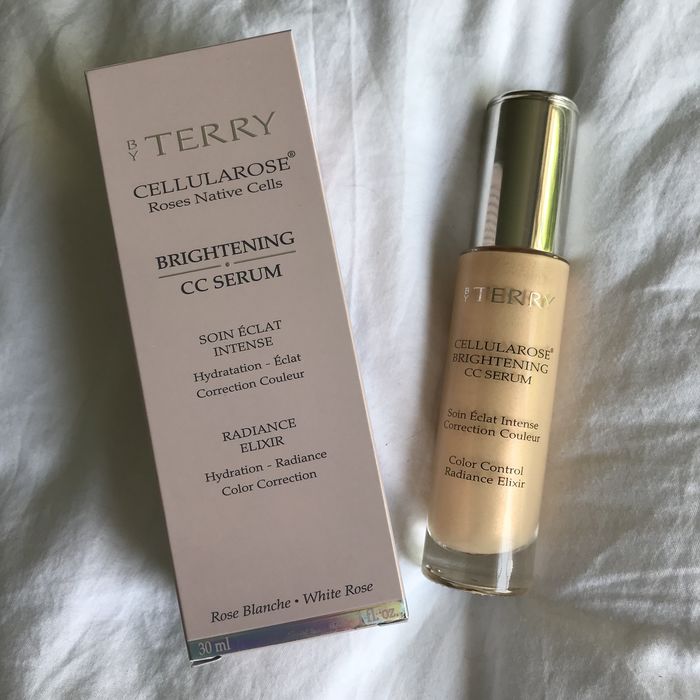 BY TERRY
CELLULAROSE®
Roses Native Cells
BRIGHTENING
CC SERUM
SOIN ÉCLAT
INTENSE
Hydratation - Éclat
Correction Couleur
RADIANCE
ELIXIR
Hydration - Radiance
Color Correction
Rose Blanche • White Rose
30 ml
fl. oz.
BY TERRY
CELLULAROSE®
BRIGHTENING
CC SERUM
Soin Éclat Intense
Correction Couleur
Color Control
Radiance Elixir